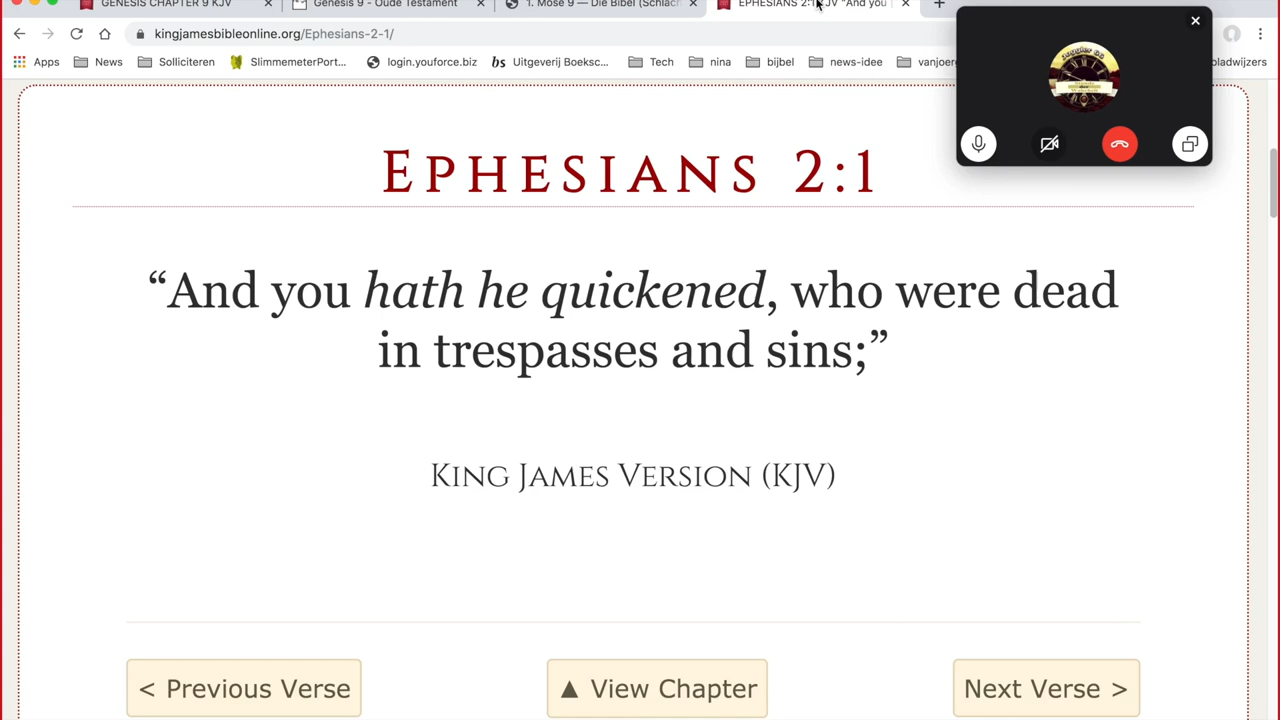 GENESIS CHAPTER 9 KJV
Genesis 9 - Oude Testament
1. Mose 9 — Die Bibel (Schlach
EPHESIANS 2:1 KJV "And you
kingjamesbibleonline.org/Ephesians-2-1/
Apps News Solliciteren SlimmemeterPort... login.youforce.biz Uitgeverij Boeksc... Tech nina bijbel news-idee vanjoerg
EPHESIANS 2:1
“And you hath he quickened, who were dead
in trespasses and sins;”
KING JAMES VERSION (KJV)
< Previous Verse
▲ View Chapter
Next Verse >